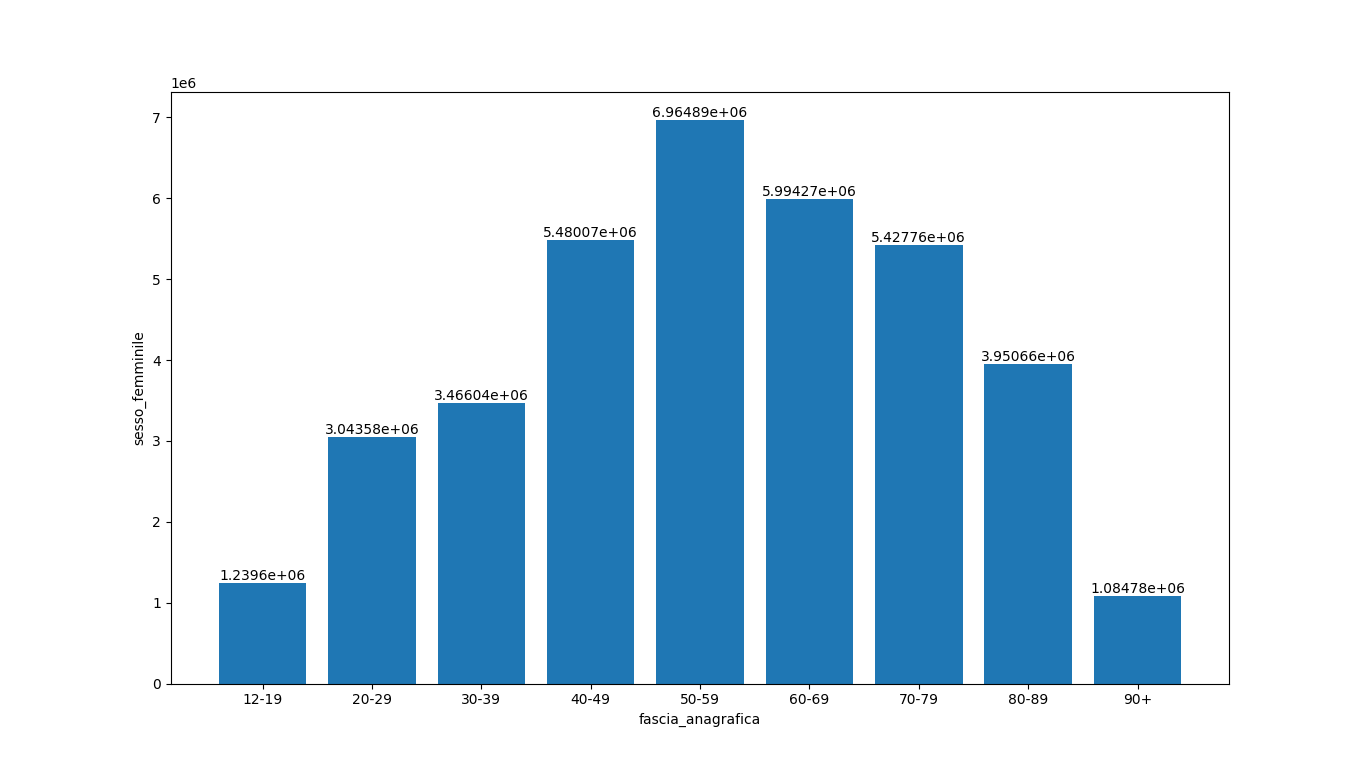 1e6
7
6
5
4
3
2
1
0
sesso_femminile
1.2396e+06
3.04358e+06
3.46604e+06
5.48007e+06
6.96489e+06
5.99427e+06
5.42776e+06
3.95066e+06
1.08478e+06
12-19
20-29
30-39
40-49
50-59
60-69
70-79
80-89
90+
fascia_anagrafica